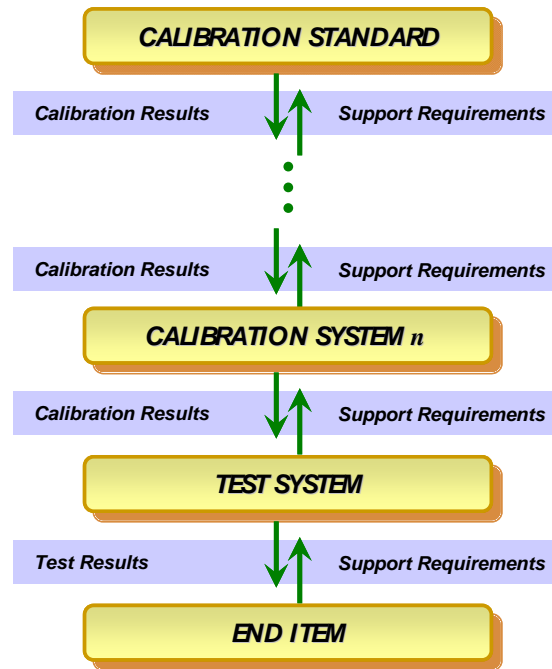 CALIBRATION STANDARD
Calibration Results Support Requirements
Calibration Results Support Requirements
CALIBRATION SYSTEM n
Calibration Results Support Requirements
TEST SYSTEM
Test Results Support Requirements
END ITEM